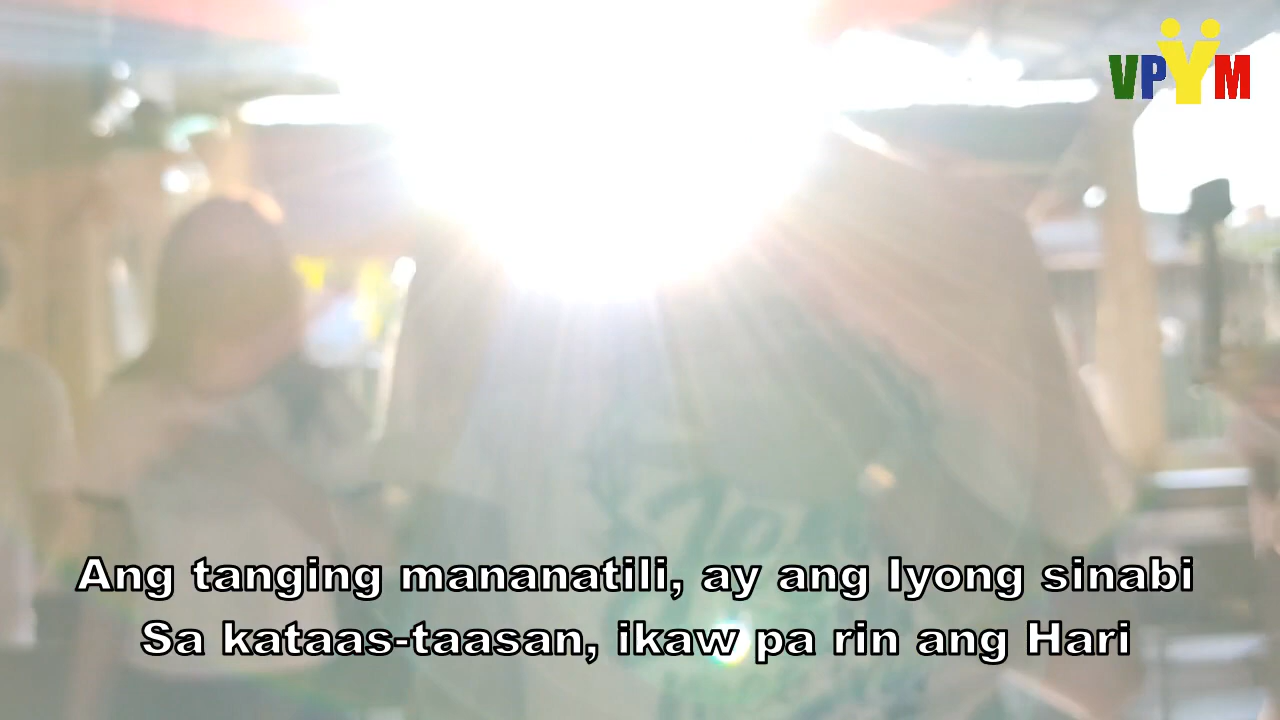 VPYM
Ang tanging mananatili, ay ang Iyong sinabi
Sa kataas-taasan, ikaw pa rin ang Hari